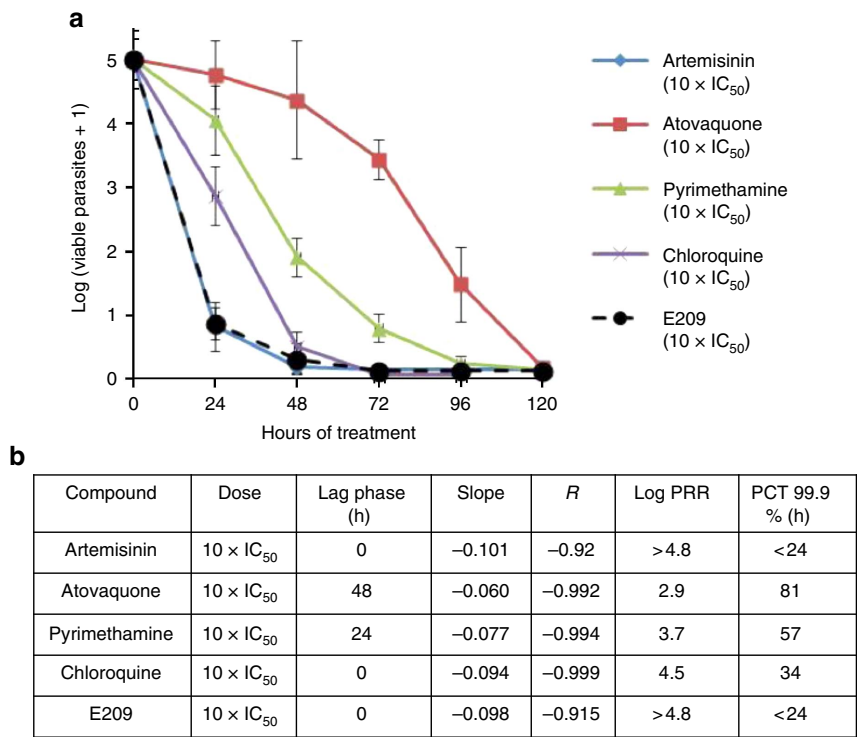 a
Log (viable parasites + 1)
5
4
3
2
1
0
0 24 48 72 96 120
Hours of treatment
Artemisinin
(10 × IC50)
Atovaquone
(10 × IC50)
Pyrimethamine
(10 × IC50)
Chloroquine
(10 × IC50)
E209
(10 × IC50)
b
Compound Dose Lag phase (h) Slope R Log PRR PCT 99.9 % (h)
Artemisinin 10 × IC50 0 –0.101 –0.92 >4.8 <24
Atovaquone 10 × IC50 48 –0.060 –0.992 2.9 81
Pyrimethamine 10 × IC50 24 –0.077 –0.994 3.7 57
Chloroquine 10 × IC50 0 –0.094 –0.999 4.5 34
E209 10 × IC50 0 –0.098 –0.915 >4.8 <24